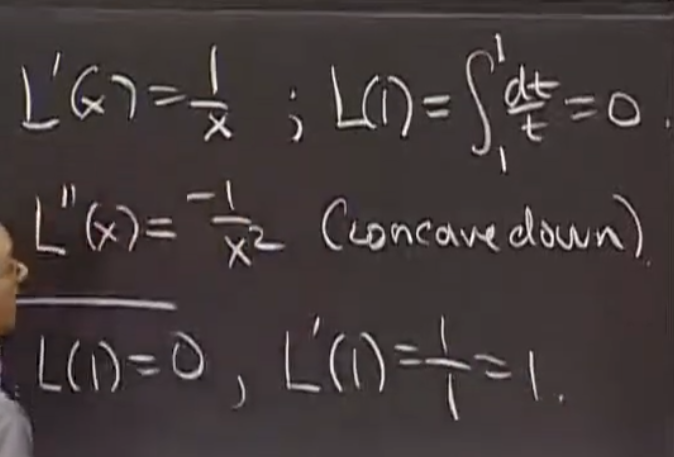 L'(x) = 1/x ; L(1) = ∫₁¹ dt/t = 0.
L''(x) = -1/x² (concave down).
L(1) = 0, L'(1) = 1/1 = 1.